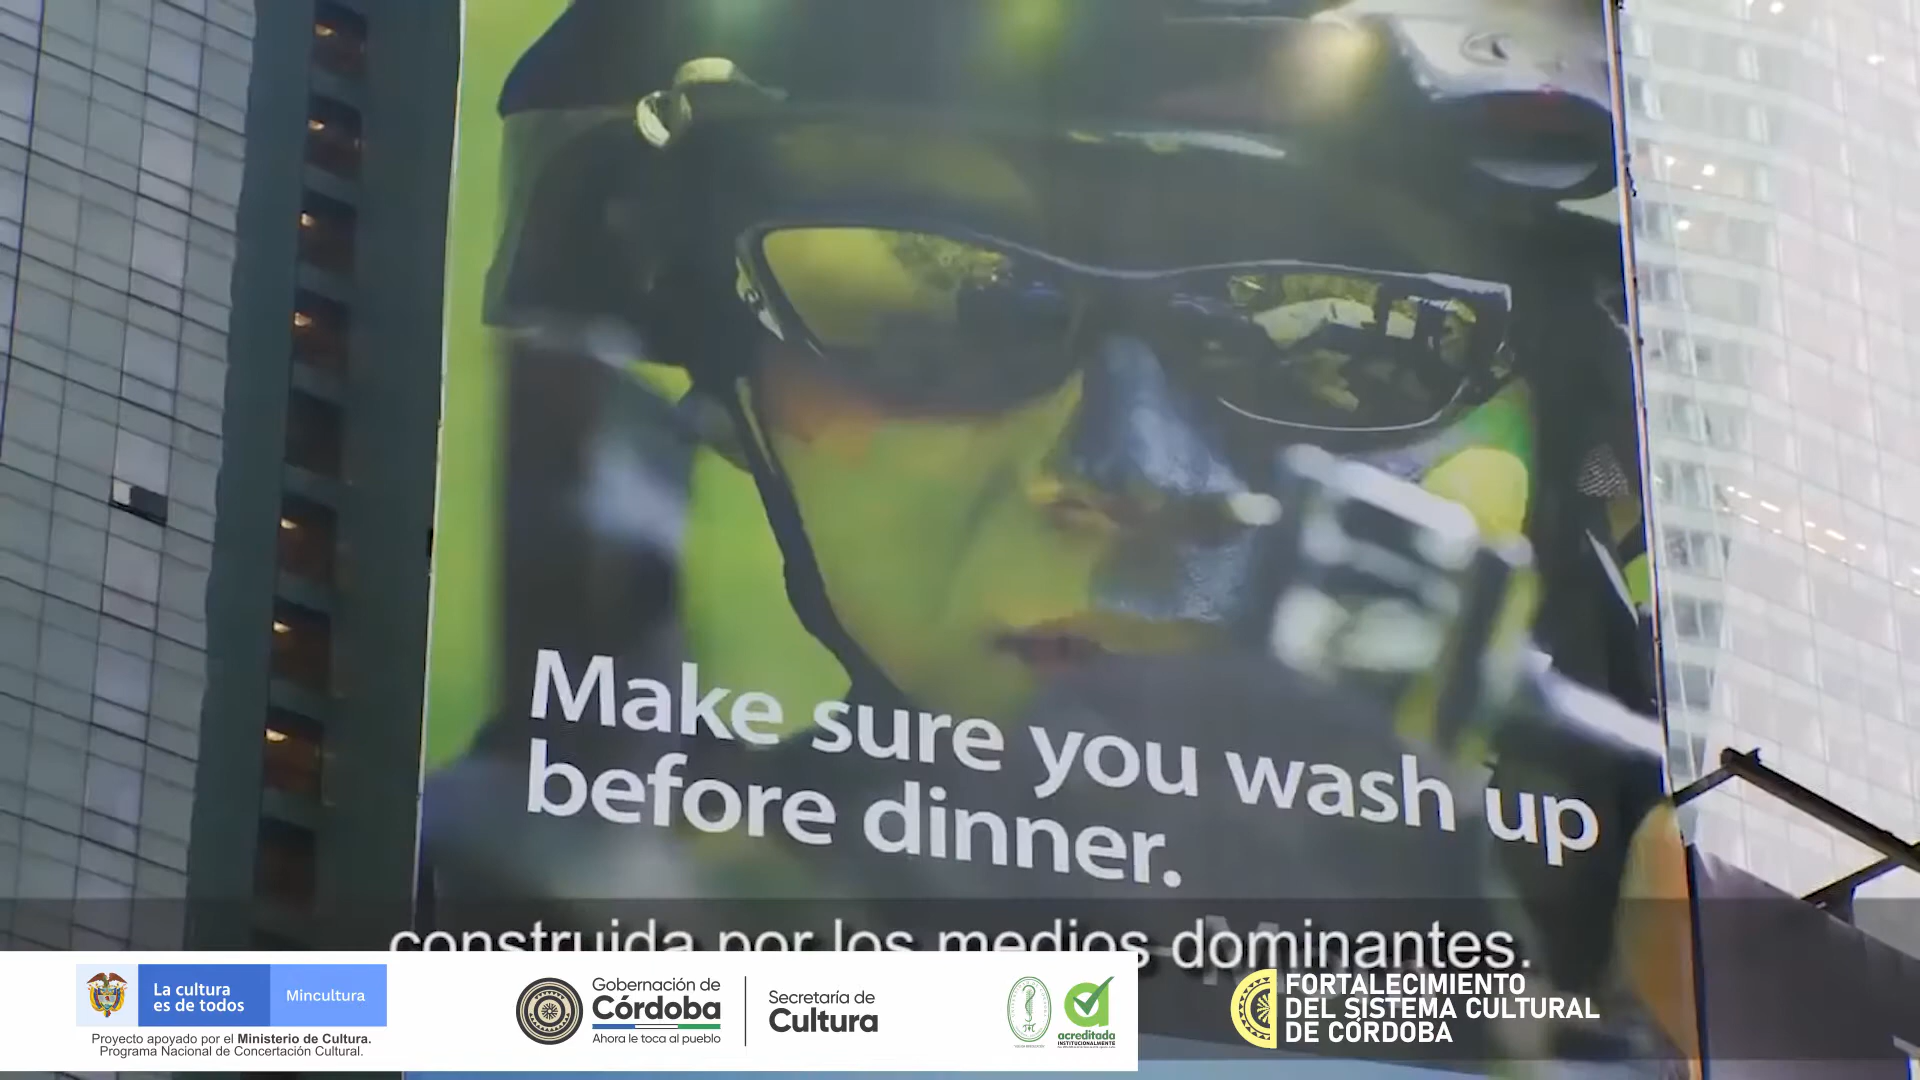 Make sure you wash up
before dinner.
construida por los medios dominantes.
La cultura
es de todos
Mincultura
Proyecto apoyado por el Ministerio de Cultura.
Programa Nacional de Concertación Cultural.
Gobernación de
Córdoba
Ahora le toca al pueblo
Secretaría de
Cultura
acreditada
INSTITUCIONALMENTE
FORTALECIMIENTO
DEL SISTEMA CULTURAL
DE CÓRDOBA